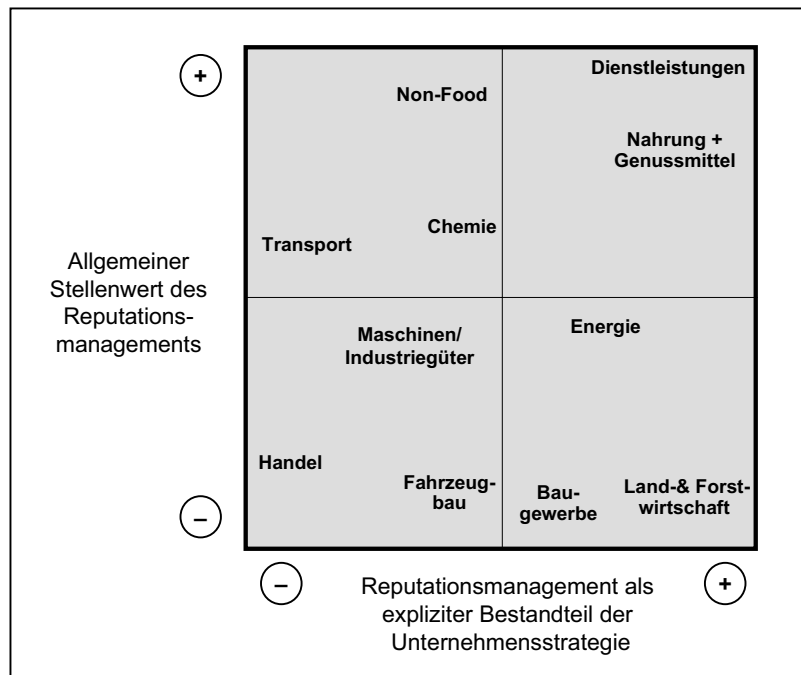 +
Dienstleistungen
Non-Food
Nahrung +
Genussmittel
Chemie
Transport
Allgemeiner
Stellenwert des
Reputations-
managements
Maschinen/
Industriegüter
Energie
Handel
Fahrzeug-
bau
Bau-
gewerbe
Land-& Forst-
wirtschaft
–
–
Reputationsmanagement als
expliziter Bestandteil der
Unternehmensstrategie
+